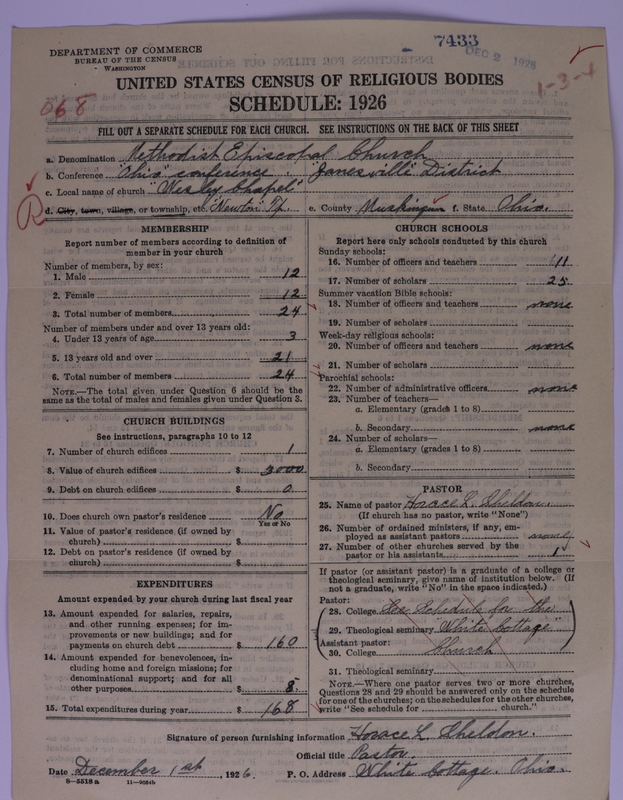 7433
DEC 2 1926
DEPARTMENT OF COMMERCE
BUREAU OF THE CENSUS
WASHINGTON
1-3-4
UNITED STATES CENSUS OF RELIGIOUS BODIES
668
SCHEDULE: 1926
FILL OUT A SEPARATE SCHEDULE FOR EACH CHURCH. SEE INSTRUCTIONS ON THE BACK OF THIS SHEET
a. Denomination Methodist Episcopal Church
b. Conference "Ohio" conference. "Zanesville" District
c. Local name of church "Wesley Chapel"
R d. City, town, village, or township, etc. "Newton" Tp. e. County Muskingum f. State Ohio.
MEMBERSHIP
Report number of members according to definition of member in your church
Number of members, by sex:
1. Male 12
2. Female 12
3. Total number of members 24
Number of members under and over 13 years old:
4. Under 13 years of age 3
5. 13 years old and over 21
6. Total number of members 24
NOTE.—The total given under Question 6 should be the same as the total of males and females given under Question 3.
CHURCH BUILDINGS
See instructions, paragraphs 10 to 12
7. Number of church edifices 1
8. Value of church edifices $ 3000
9. Debt on church edifices $ 0
10. Does church own pastor's residence No
Yes or No
11. Value of pastor's residence (if owned by church) $
12. Debt on pastor's residence (if owned by church) $
EXPENDITURES
Amount expended by your church during last fiscal year
13. Amount expended for salaries, repairs, and other running expenses; for improvements or new buildings; and for payments on church debt $ 160
14. Amount expended for benevolences, including home and foreign missions; for denominational support; and for all other purposes $ 8
15. Total expenditures during year $ 168
CHURCH SCHOOLS
Report here only schools conducted by this church
Sunday schools:
16. Number of officers and teachers 11
17. Number of scholars 25
Summer vacation Bible schools:
18. Number of officers and teachers none
19. Number of scholars
Week-day religious schools:
20. Number of officers and teachers none
21. Number of scholars
Parochial schools:
22. Number of administrative officers none
23. Number of teachers—
a. Elementary (grades 1 to 8)
b. Secondary none
24. Number of scholars—
a. Elementary (grades 1 to 8)
b. Secondary
PASTOR
25. Name of pastor Horace L. Sheldon.
(If church has no pastor, write "None")
26. Number of ordained ministers, if any, employed as assistant pastors none
27. Number of other churches served by the pastor or his assistants 1
If pastor (or assistant pastor) is a graduate of a college or theological seminary, give name of institution below. (If not a graduate, write "No" in the space indicated.)
Pastor:
28. College See Schedule for the
29. Theological seminary "White Cottage"
Assistant pastor:
30. College Church
31. Theological seminary
NOTE.—Where one pastor serves two or more churches, Questions 28 and 29 should be answered only on the schedule for one of the churches; on the schedules for the other churches, write "See schedule for church."
Signature of person furnishing information Horace L. Sheldon.
Official title Pastor.
Date December 1st, 1926. P. O. Address White Cottage. Ohio.
8—5518 a